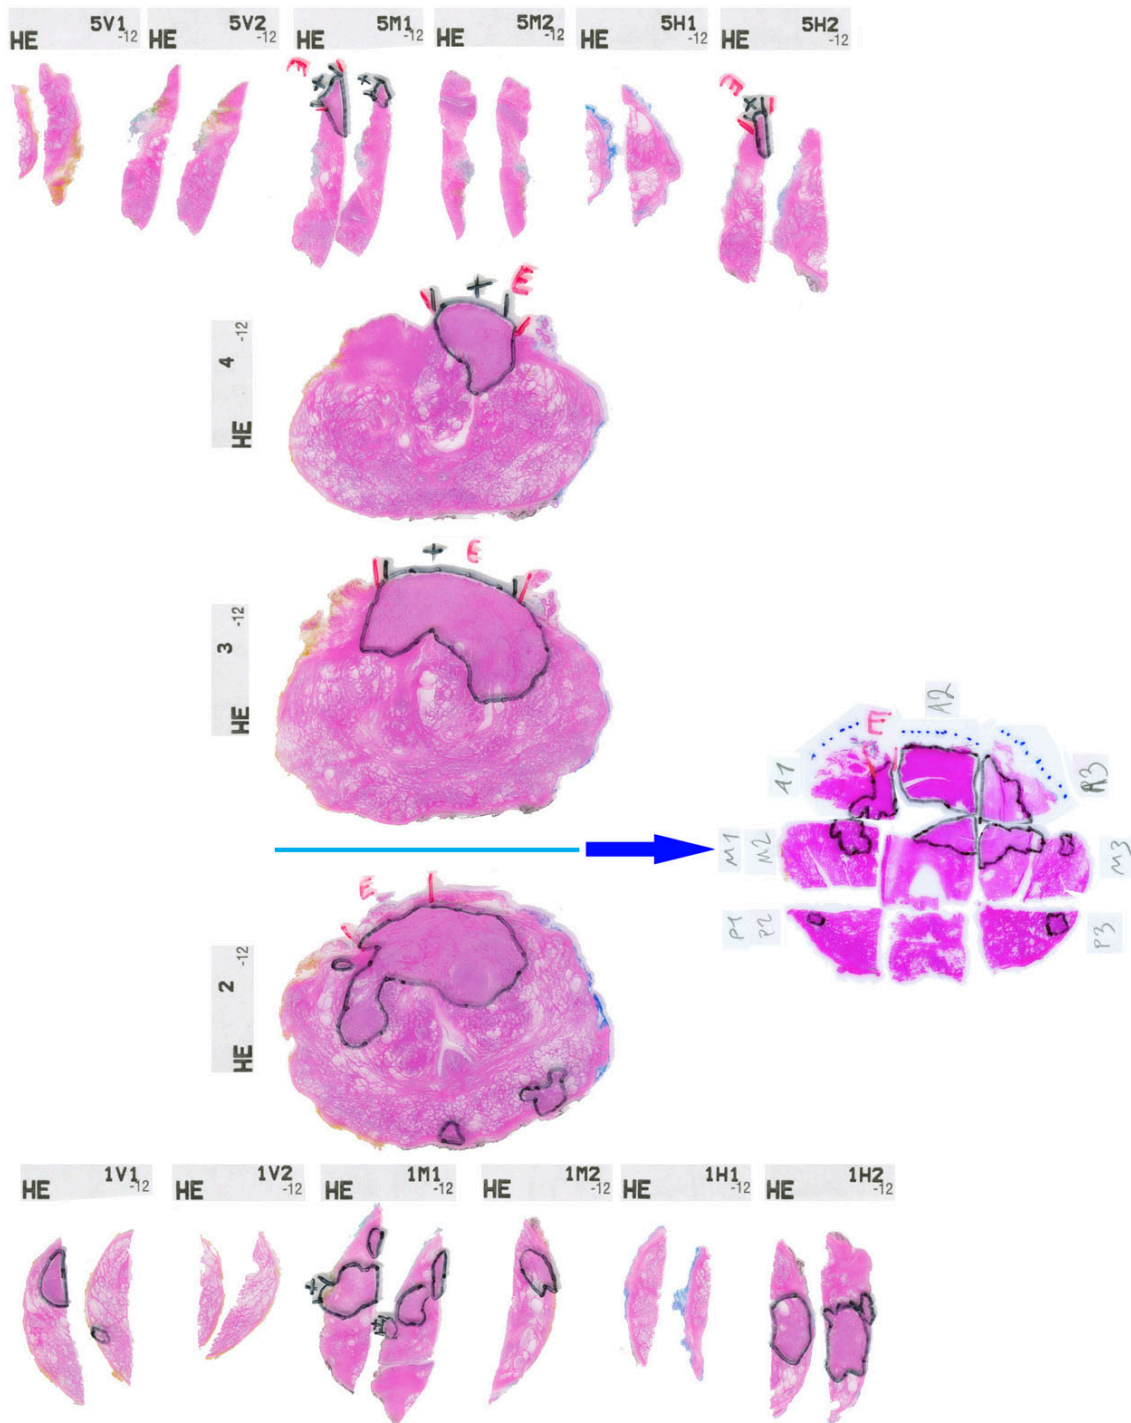 HE 5V1 -12
HE 5V2 -12
HE 5M1 -12
HE 5M2 -12
HE 5H1 -12
HE 5H2 -12
E +
+
E +
+ E
HE 4 -12
+ E
HE 3 -12
A2
E
A1
A3
M1 M2
M3
P1 P2
P3
E
HE 2 -12
HE 1V1 -12
HE 1V2 -12
HE 1M1 -12
HE 1M2 -12
HE 1H1 -12
HE 1H2 -12
+
+